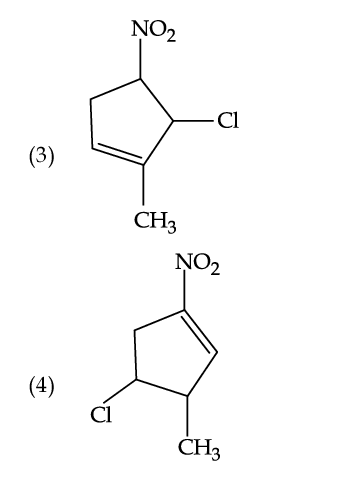 NO₂
Cl
(3)
CH₃
NO₂
(4)
Cl
CH₃